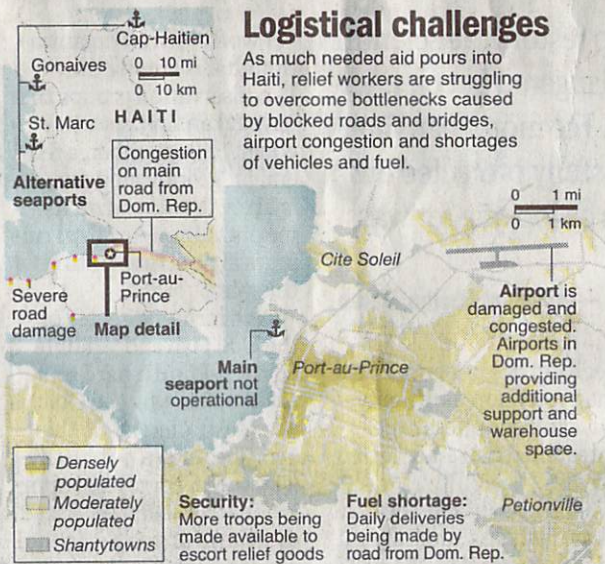 Logistical challenges
As much needed aid pours into
Haiti, relief workers are struggling
to overcome bottlenecks caused
by blocked roads and bridges,
airport congestion and shortages
of vehicles and fuel.
Cap-Haitien
Gonaives
0 10 mi
0 10 km
St. Marc
HAITI
Alternative
seaports
Congestion
on main
road from
Dom. Rep.
Port-au-
Prince
Severe
road
damage
Map detail
0 1 mi
0 1 km
Cite Soleil
Airport is
damaged and
congested.
Airports in
Dom. Rep.
providing
additional
support and
warehouse
space.
Main
seaport not
operational
Port-au-Prince
Densely
populated
Moderately
populated
Shantytowns
Security:
More troops being
made available to
escort relief goods
Fuel shortage:
Daily deliveries
being made by
road from Dom. Rep.
Petionville